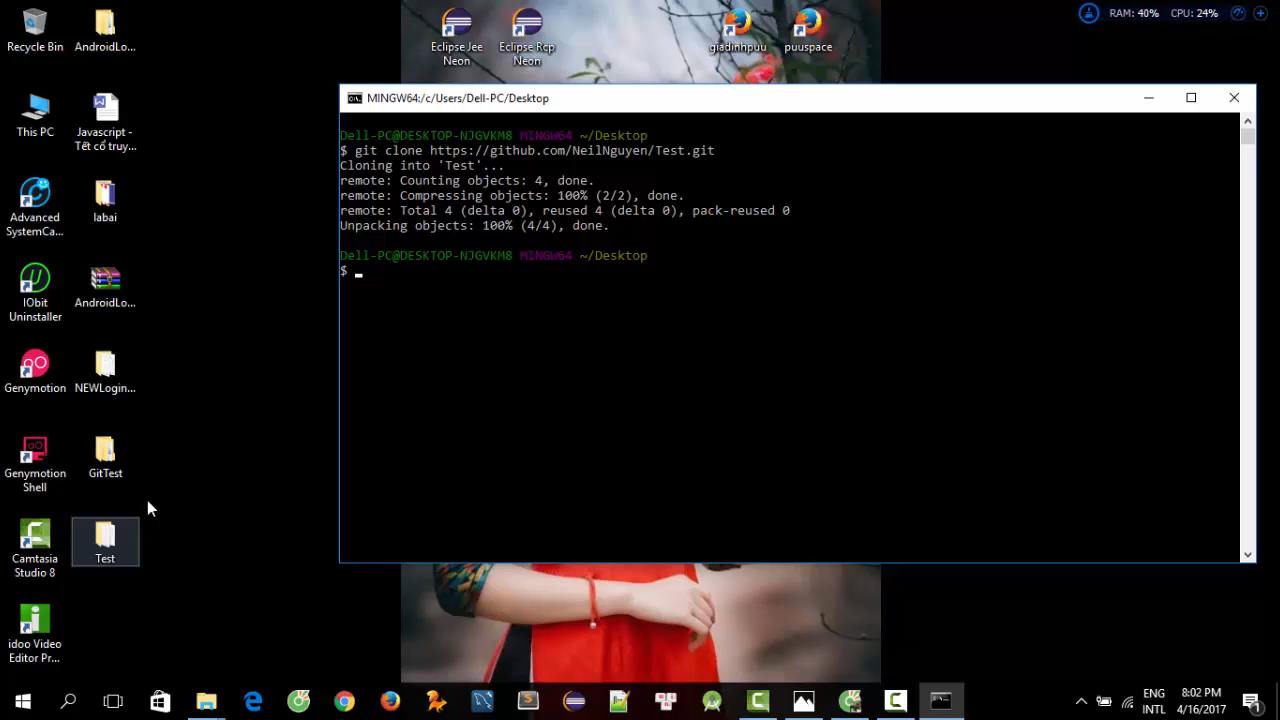 Recycle Bin
AndroidLo...
This PC
Javascript -
Tết cổ truy...
Advanced
SystemCa...
labai
IObit
Uninstaller
AndroidLo...
Genymotion
NEWLogin...
Genymotion
Shell
GitTest
Camtasia
Studio 8
Test
idoo Video
Editor Pr...
Eclipse Jee
Neon
Eclipse Rcp
Neon
giadinhpuu
puuspace
RAM: 40% CPU: 24%
MINGW64:/c/Users/Dell-PC/Desktop
Dell-PC@DESKTOP-NJGVKM8 MINGW64 ~/Desktop
$ git clone https://github.com/NeilNguyen/Test.git
Cloning into 'Test'...
remote: Counting objects: 4, done.
remote: Compressing objects: 100% (2/2), done.
remote: Total 4 (delta 0), reused 4 (delta 0), pack-reused 0
Unpacking objects: 100% (4/4), done.
Dell-PC@DESKTOP-NJGVKM8 MINGW64 ~/Desktop
$
ENG
INTL
8:02 PM
4/16/2017